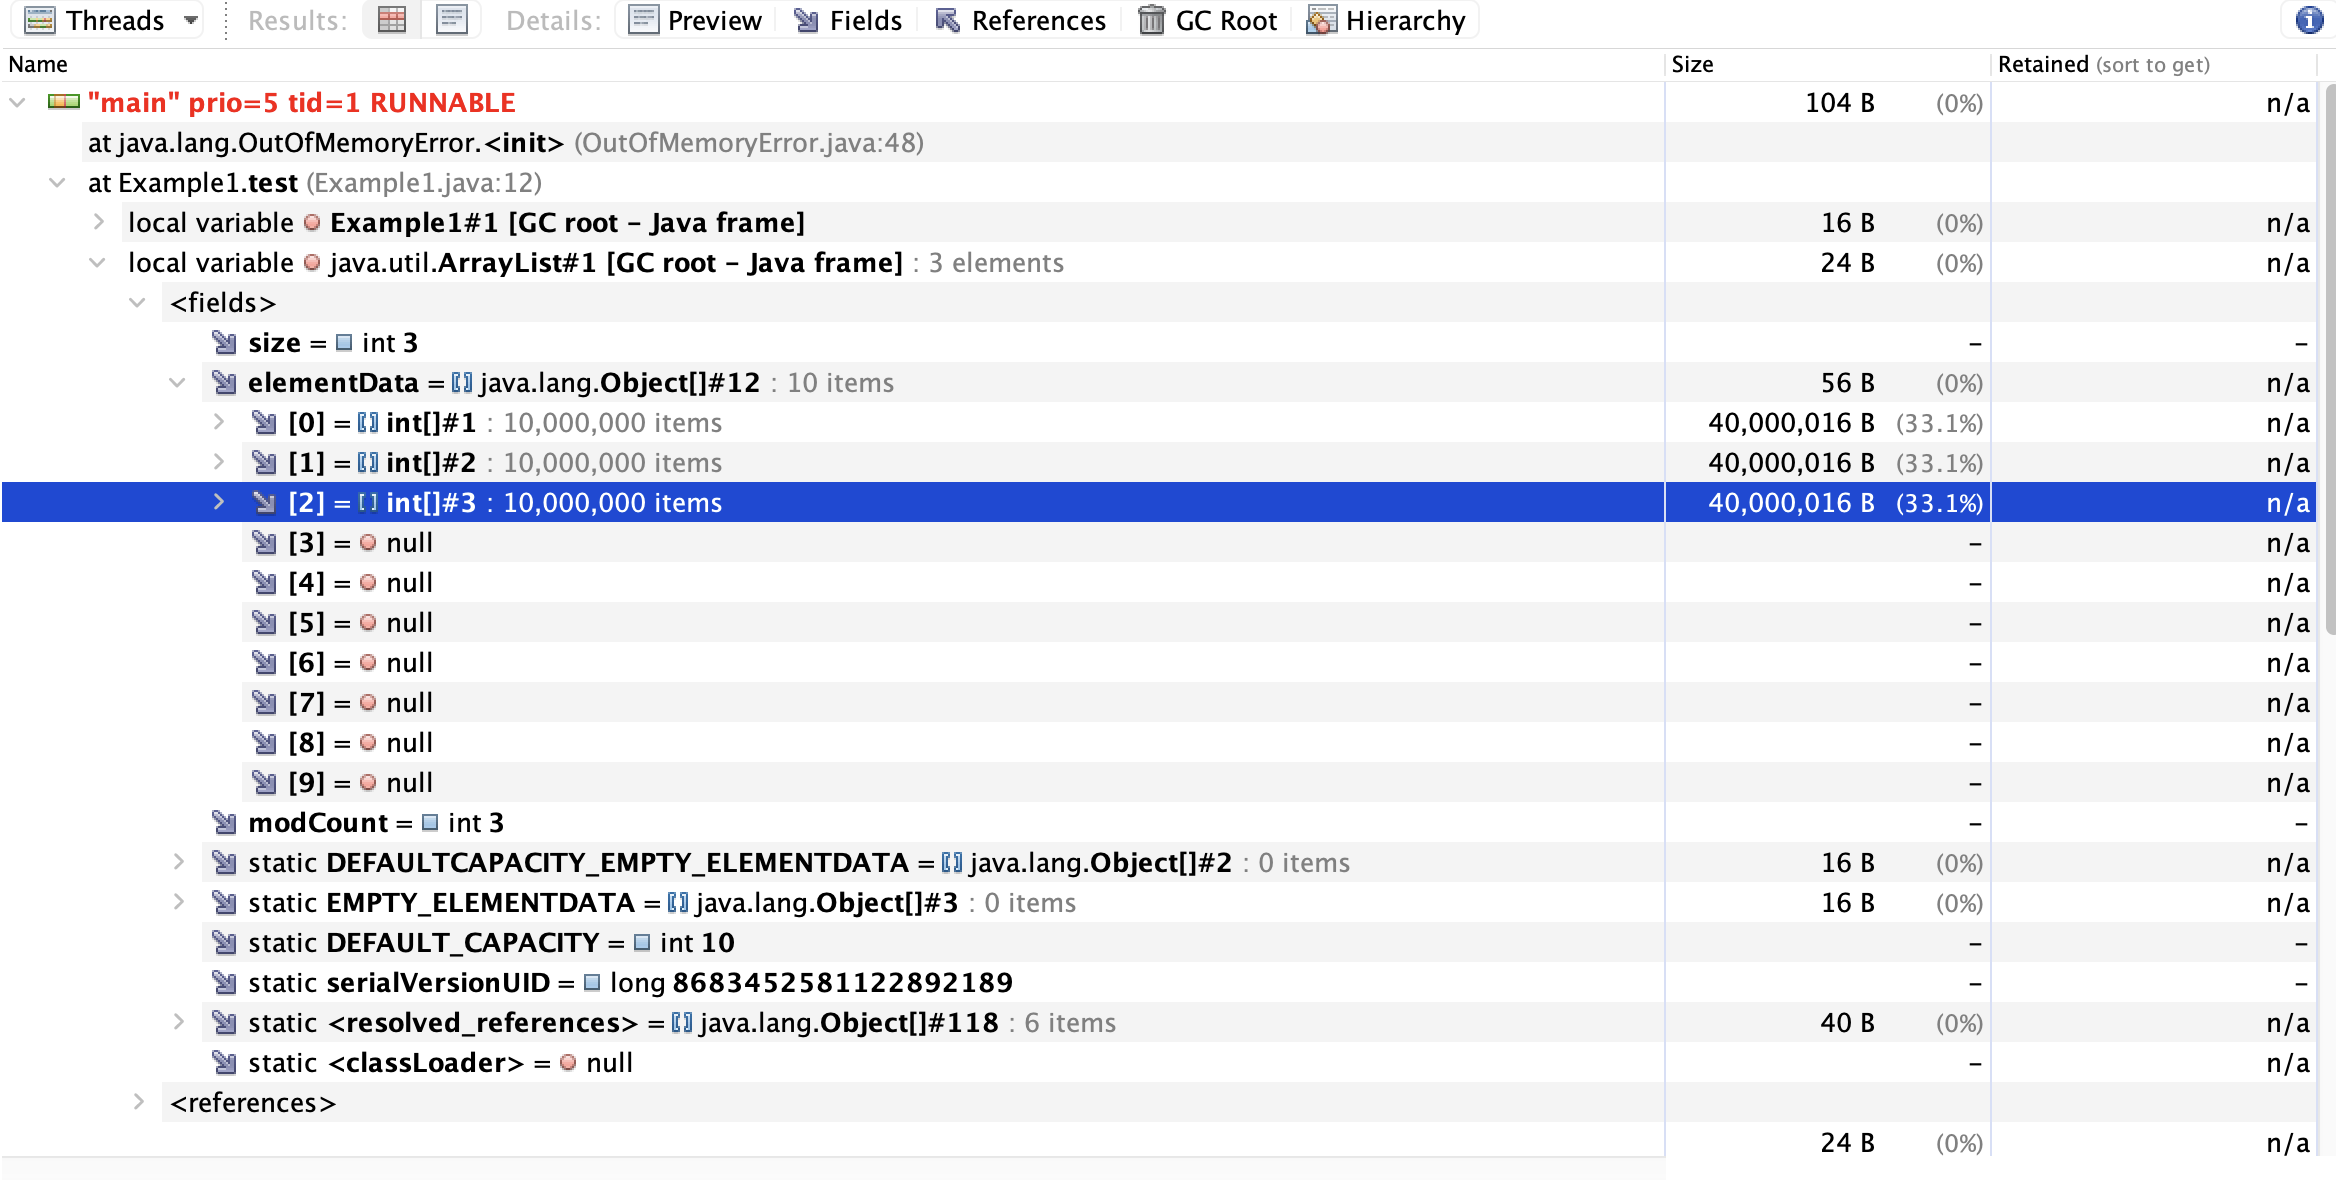 Threads Results: Details: Preview Fields References GC Root Hierarchy
Name Size Retained (sort to get)
"main" prio=5 tid=1 RUNNABLE 104 B (0%) n/a
at java.lang.OutOfMemoryError.<init> (OutOfMemoryError.java:48)
at Example1.test (Example1.java:12)
local variable Example1#1 [GC root - Java frame] 16 B (0%) n/a
local variable java.util.ArrayList#1 [GC root - Java frame] : 3 elements 24 B (0%) n/a
<fields>
size = int 3 - -
elementData = java.lang.Object[]#12 : 10 items 56 B (0%) n/a
[0] = int[]#1 : 10,000,000 items 40,000,016 B (33.1%) n/a
[1] = int[]#2 : 10,000,000 items 40,000,016 B (33.1%) n/a
[2] = int[]#3 : 10,000,000 items 40,000,016 B (33.1%) n/a
[3] = null - n/a
[4] = null - n/a
[5] = null - n/a
[6] = null - n/a
[7] = null - n/a
[8] = null - n/a
[9] = null - n/a
modCount = int 3 - -
static DEFAULTCAPACITY_EMPTY_ELEMENTDATA = java.lang.Object[]#2 : 0 items 16 B (0%) n/a
static EMPTY_ELEMENTDATA = java.lang.Object[]#3 : 0 items 16 B (0%) n/a
static DEFAULT_CAPACITY = int 10 - -
static serialVersionUID = long 8683452581122892189 - -
static <resolved_references> = java.lang.Object[]#118 : 6 items 40 B (0%) n/a
static <classLoader> = null - n/a
<references>
24 B (0%) n/a